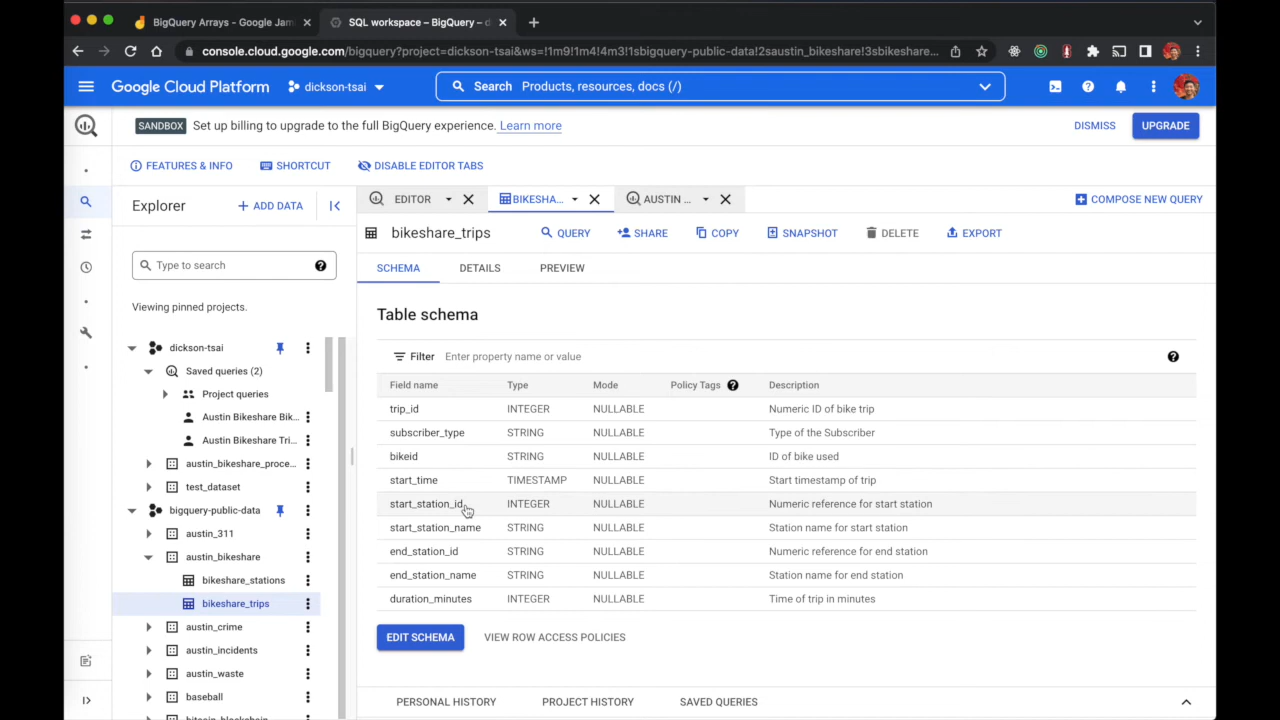 BigQuery Arrays - Google Jam
SQL workspace – BigQuery – d
console.cloud.google.com/bigquery?project=dickson-tsai&ws=!1m9!1m4!4m3!1sbigquery-public-data!2saustin_bikeshare!3sbikeshare...
Google Cloud Platform
dickson-tsai
Search Products, resources, docs (/)
SANDBOX Set up billing to upgrade to the full BigQuery experience. Learn more
DISMISS
UPGRADE
FEATURES & INFO
SHORTCUT
DISABLE EDITOR TABS
Explorer
+ ADD DATA
EDITOR
BIKESHA...
AUSTIN ...
COMPOSE NEW QUERY
bikeshare_trips
QUERY
SHARE
COPY
SNAPSHOT
DELETE
EXPORT
Type to search
SCHEMA
DETAILS
PREVIEW
Viewing pinned projects.
dickson-tsai
Saved queries (2)
Project queries
Austin Bikeshare Bik...
Austin Bikeshare Tri...
austin_bikeshare_proce...
test_dataset
bigquery-public-data
austin_311
austin_bikeshare
bikeshare_stations
bikeshare_trips
austin_crime
austin_incidents
austin_waste
baseball
Table schema
Filter Enter property name or value
Field name Type Mode Policy Tags Description
trip_id INTEGER NULLABLE Numeric ID of bike trip
subscriber_type STRING NULLABLE Type of the Subscriber
bikeid STRING NULLABLE ID of bike used
start_time TIMESTAMP NULLABLE Start timestamp of trip
start_station_id INTEGER NULLABLE Numeric reference for start station
start_station_name STRING NULLABLE Station name for start station
end_station_id STRING NULLABLE Numeric reference for end station
end_station_name STRING NULLABLE Station name for end station
duration_minutes INTEGER NULLABLE Time of trip in minutes
EDIT SCHEMA
VIEW ROW ACCESS POLICIES
PERSONAL HISTORY
PROJECT HISTORY
SAVED QUERIES